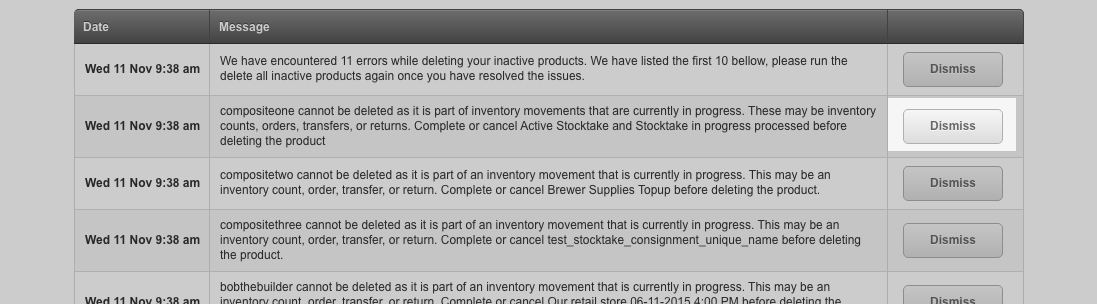 Date Message
Wed 11 Nov 9:38 am
We have encountered 11 errors while deleting your inactive products. We have listed the first 10 bellow, please run the
delete all inactive products again once you have resolved the issues.
Dismiss
Wed 11 Nov 9:38 am
compositeone cannot be deleted as it is part of inventory movements that are currently in progress. These may be inventory
counts, orders, transfers, or returns. Complete or cancel Active Stocktake and Stocktake in progress processed before
deleting the product
Dismiss
Wed 11 Nov 9:38 am
compositetwo cannot be deleted as it is part of an inventory movement that is currently in progress. This may be an
inventory count, order, transfer, or return. Complete or cancel Brewer Supplies Topup before deleting the product.
Dismiss
Wed 11 Nov 9:38 am
compositethree cannot be deleted as it is part of an inventory movement that is currently in progress. This may be an
inventory count, order, transfer, or return. Complete or cancel test_stocktake_consignment_unique_name before deleting
the product.
Dismiss
Wed 11 Nov 9:38 am
bobthebuilder cannot be deleted as it is part of an inventory movement that is currently in progress. This may be an
inventory count, order, transfer, or return. Complete or cancel Our retail store 06-11-2015 4:00 PM before deleting the
Dismiss